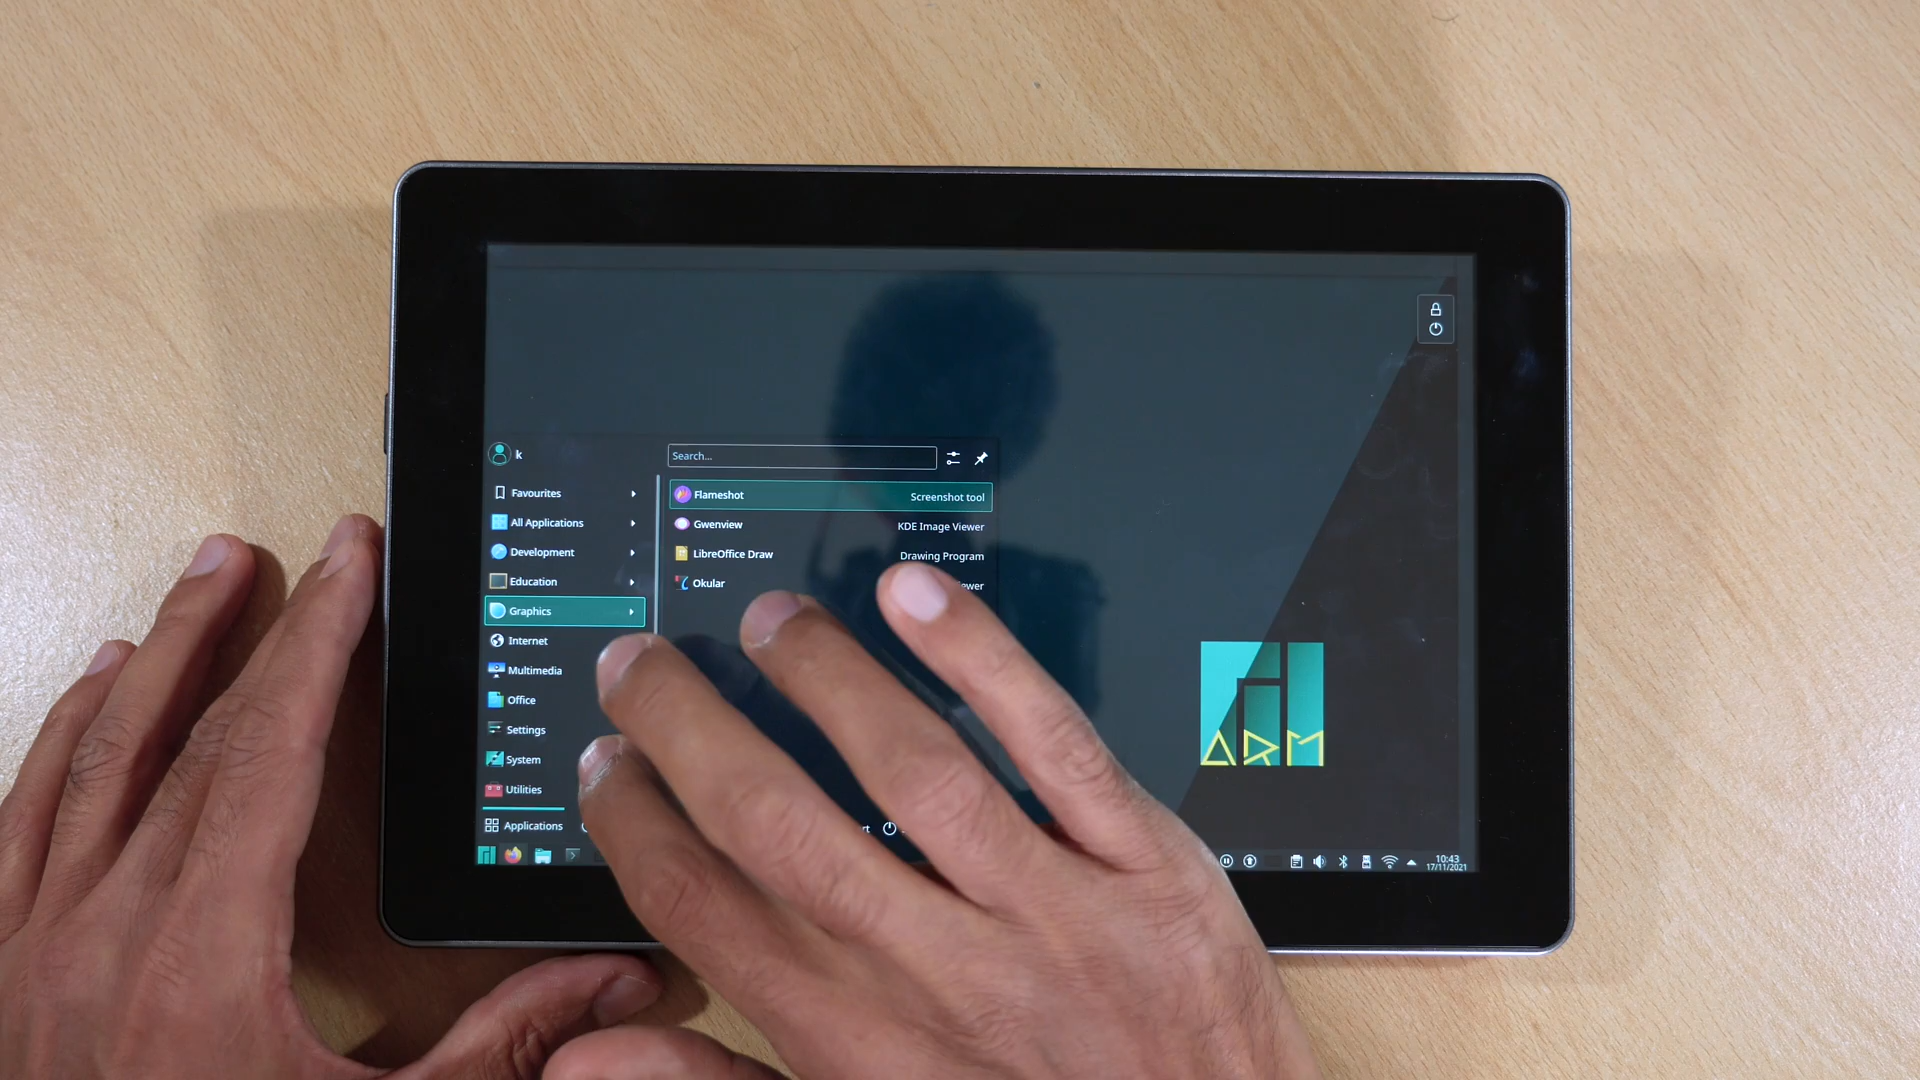 k
Search...
Favourites
All Applications
Development
Education
Graphics
Internet
Multimedia
Office
Settings
System
Utilities
Applications
Flameshot Screenshot tool
Gwenview KDE Image Viewer
LibreOffice Draw Drawing Program
Okular
ARM
10:43
17/11/2021